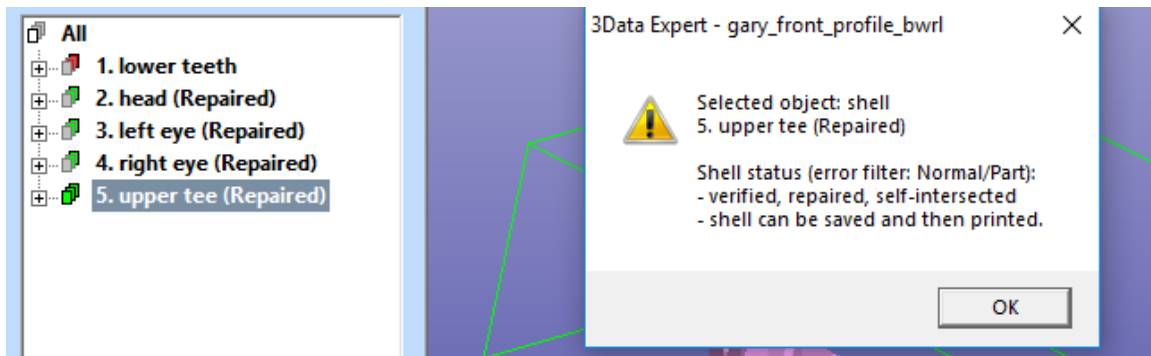 All
1. lower teeth
2. head (Repaired)
3. left eye (Repaired)
4. right eye (Repaired)
5. upper tee (Repaired)
3Data Expert - gary_front_profile_bwrl
Selected object: shell
5. upper tee (Repaired)
Shell status (error filter: Normal/Part):
- verified, repaired, self-intersected
- shell can be saved and then printed.
OK